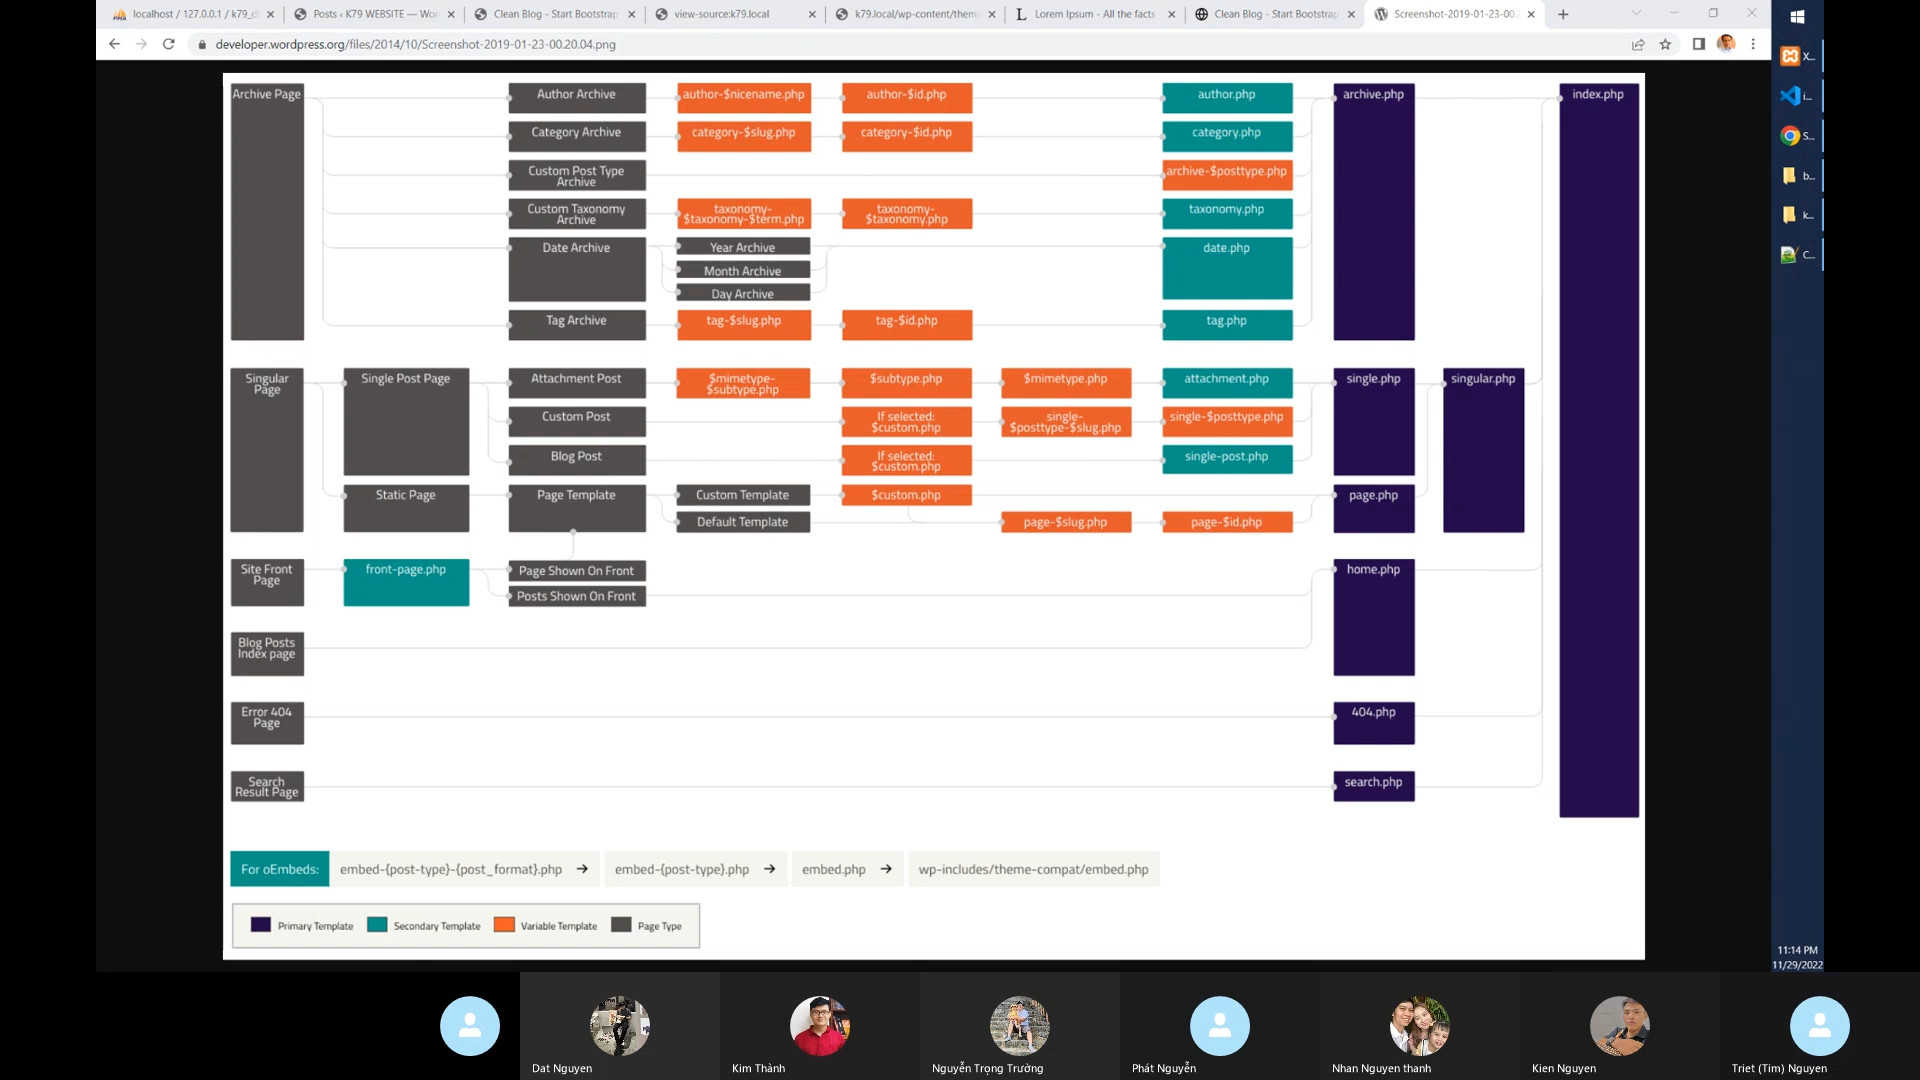 localhost / 127.0.0.1 / k79_d
Posts ‹ K79 WEBSITE — Wor
Clean Blog - Start Bootstrap
view-source:k79.local
k79.local/wp-content/them
Lorem Ipsum - All the facts
Clean Blog - Start Bootstrap
Screenshot-2019-01-23-00.
developer.wordpress.org/files/2014/10/Screenshot-2019-01-23-00.20.04.png
X...
i...
S...
b...
k...
C...
Archive Page
Author Archive
author-$nicename.php
author-$id.php
author.php
archive.php
index.php
Category Archive
category-$slug.php
category-$id.php
category.php
Custom Post Type
Archive
archive-$posttype.php
Custom Taxonomy
Archive
taxonomy-
$taxonomy-$term.php
taxonomy-
$taxonomy.php
taxonomy.php
Date Archive
Year Archive
Month Archive
Day Archive
date.php
Tag Archive
tag-$slug.php
tag-$id.php
tag.php
Singular
Page
Single Post Page
Attachment Post
$mimetype-
$subtype.php
$subtype.php
$mimetype.php
attachment.php
single.php
singular.php
Custom Post
If selected:
$custom.php
single-
$posttype-$slug.php
single-$posttype.php
Blog Post
If selected:
$custom.php
single-post.php
Static Page
Page Template
Custom Template
$custom.php
page.php
Default Template
page-$slug.php
page-$id.php
Site Front
Page
front-page.php
Page Shown On Front
Posts Shown On Front
home.php
Blog Posts
Index page
Error 404
Page
404.php
Search
Result Page
search.php
For oEmbeds:
embed-{post-type}-{post_format}.php →
embed-{post-type}.php →
embed.php →
wp-includes/theme-compat/embed.php
Primary Template
Secondary Template
Variable Template
Page Type
11:14 PM
11/29/2022
Dat Nguyen
Kim Thành
Nguyễn Trọng Trường
Phát Nguyễn
Nhan Nguyen thanh
Kien Nguyen
Triet (Tim) Nguyen